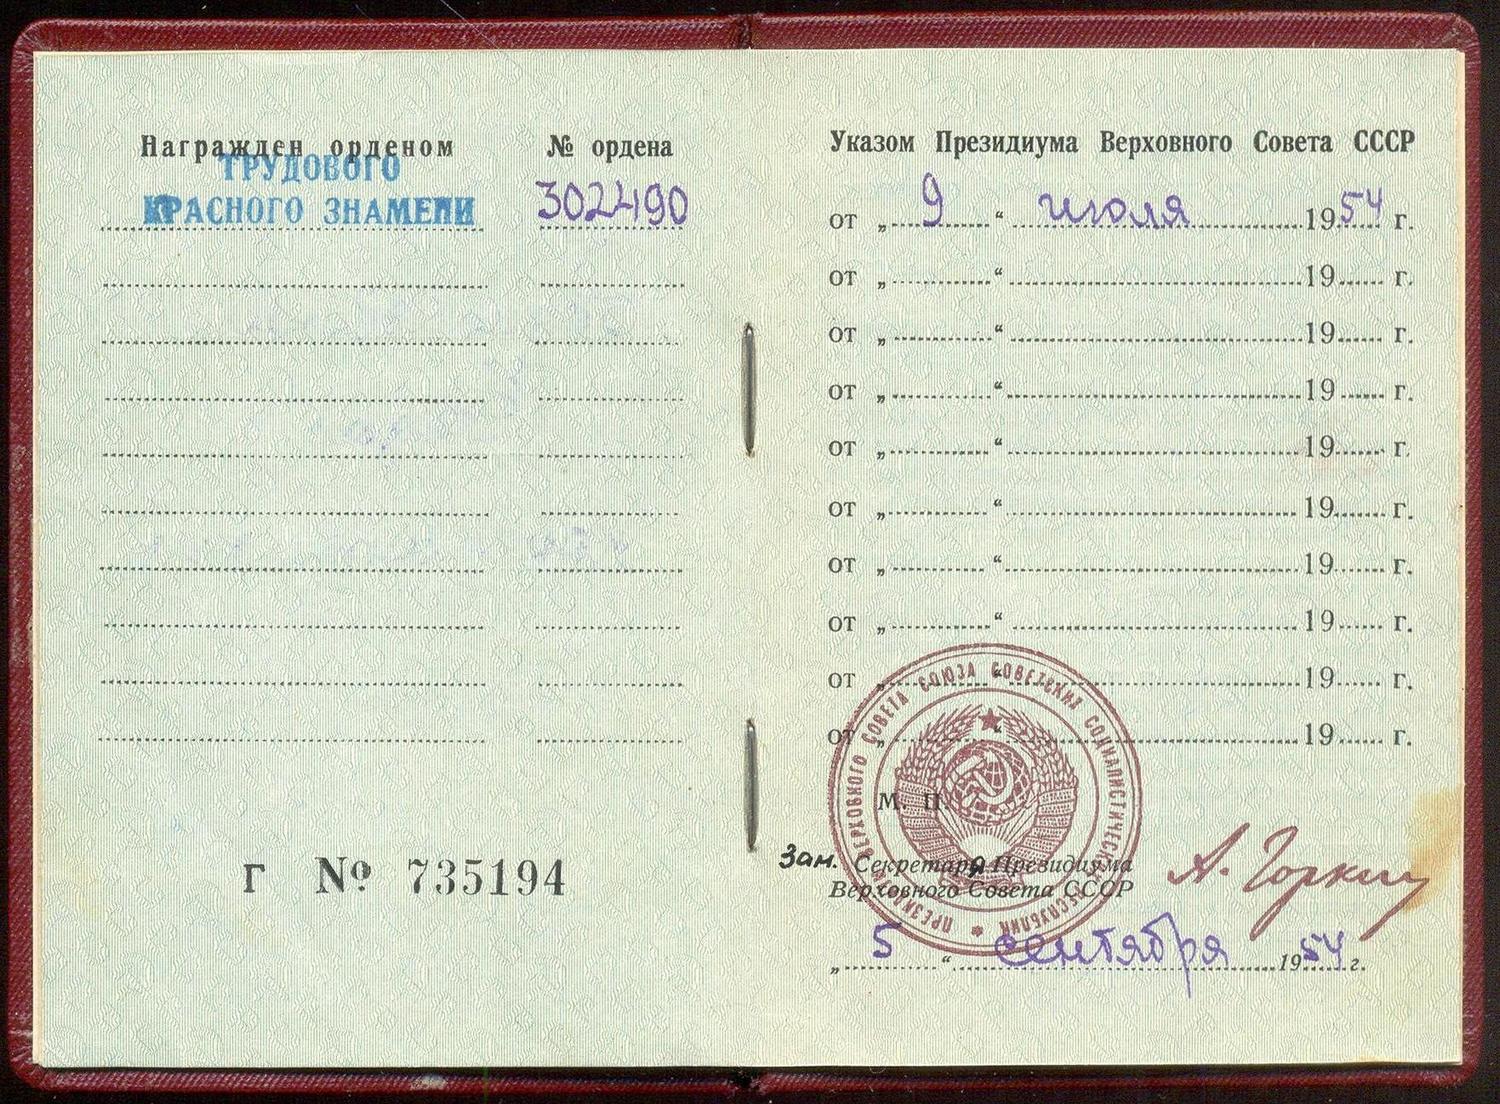 Награжден орденом № ордена
ТРУДОВОГО
КРАСНОГО ЗНАМЕНИ 302490
Г № 735194
Указом Президиума Верховного Совета СССР
от „ 9 “ июля 1954 г.
от „ “ 19 г.
от „ “ 19 г.
от „ “ 19 г.
от „ “ 19 г.
от „ “ 19 г.
от „ “ 19 г.
от „ “ 19 г.
от „ “ 19 г.
от „ “ 19 г.
М. П.
ПРЕЗИДИУМ ВЕРХОВНОГО СОВЕТА СОЮЗА СОВЕТСКИХ СОЦИАЛИСТИЧЕСКИХ РЕСПУБЛИК
Зам. Секретаря Президиума
Верховного Совета СССР
А. Горкин
„ 5 “ сентября 1954 г.